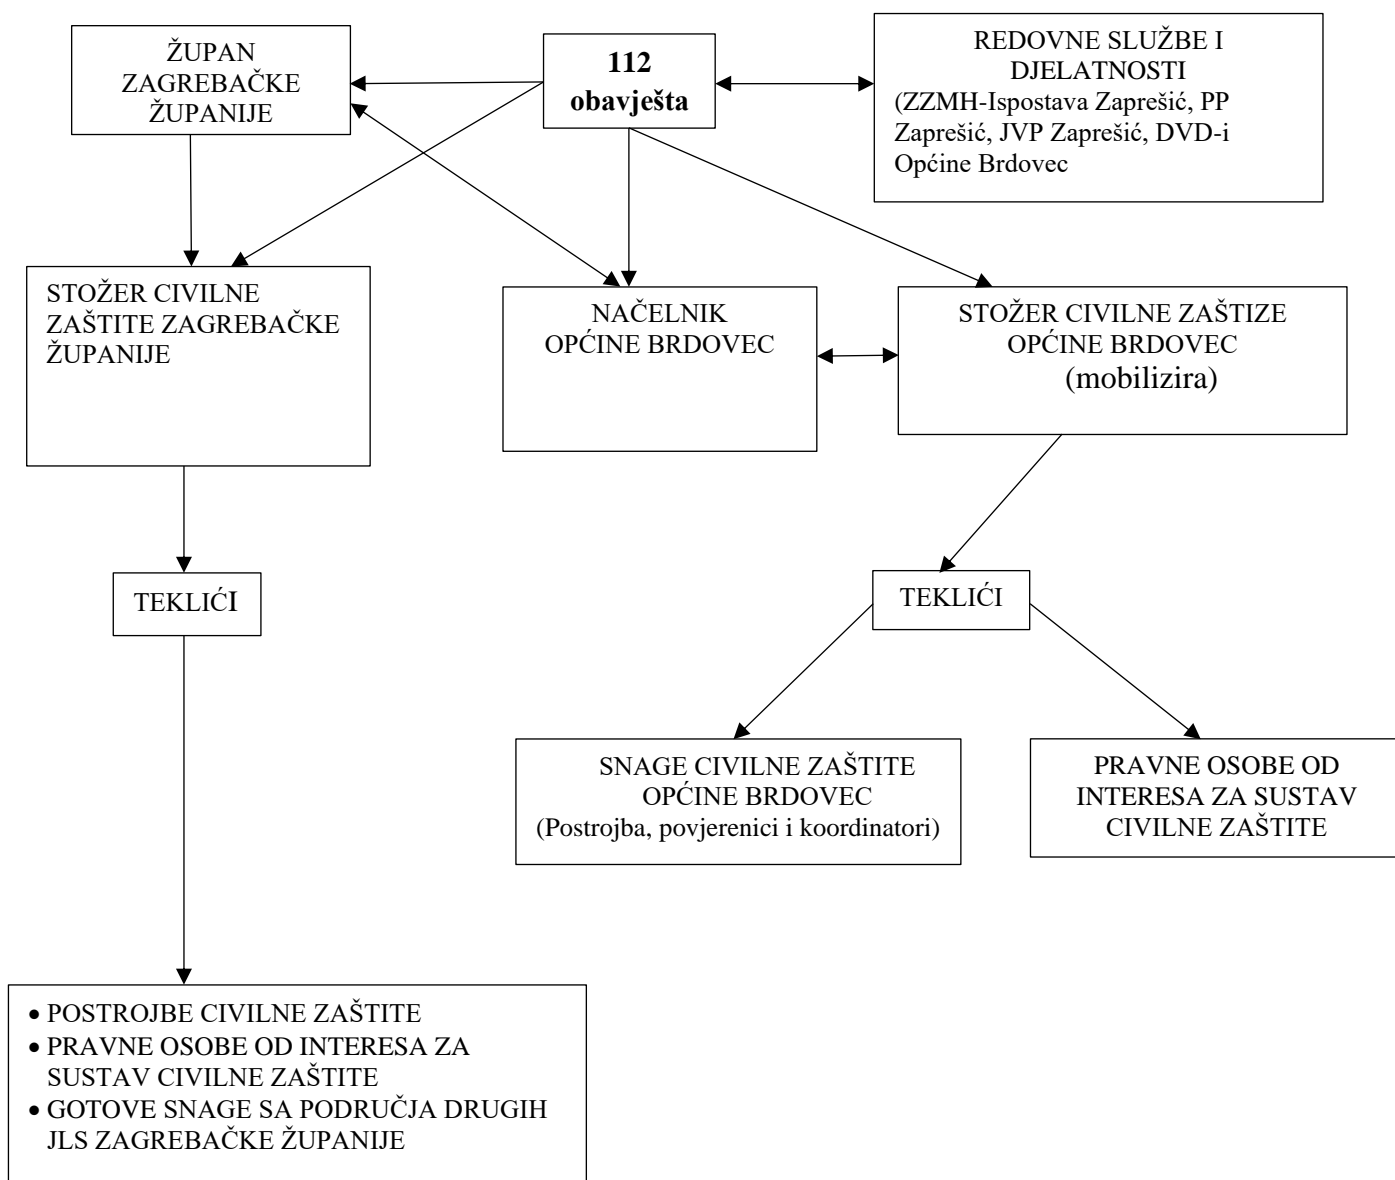 ŽUPAN
ZAGREBAČKE
ŽUPANIJE
112
obavješta
REDOVNE SLUŽBE I
DJELATNOSTI
(ZZMH-Ispostava Zaprešić, PP
Zaprešić, JVP Zaprešić, DVD-i
Općine Brdovec
STOŽER CIVILNE
ZAŠTITE ZAGREBAČKE
ŽUPANIJE
NAČELNIK
OPĆINE BRDOVEC
STOŽER CIVILNE ZAŠTIZE
OPĆINE BRDOVEC
(mobilizira)
TEKLIĆI
TEKLIĆI
SNAGE CIVILNE ZAŠTITE
OPĆINE BRDOVEC
(Postrojba, povjerenici i koordinatori)
PRAVNE OSOBE OD
INTERESA ZA SUSTAV
CIVILNE ZAŠTITE
• POSTROJBE CIVILNE ZAŠTITE
• PRAVNE OSOBE OD INTERESA ZA
SUSTAV CIVILNE ZAŠTITE
• GOTOVE SNAGE SA PODRUČJA DRUGIH
JLS ZAGREBAČKE ŽUPANIJE